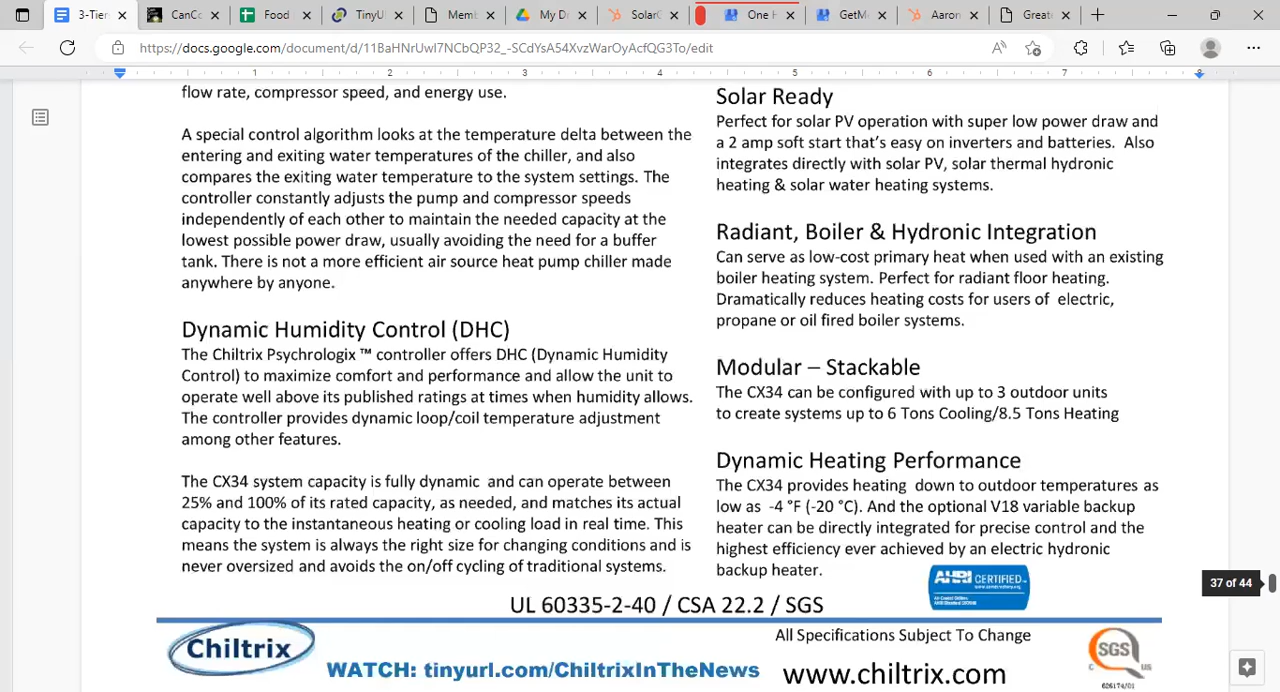 3-Tiers
CanCo
Food
TinyU
Memb
My Dr
SolarG
One H
GetMe
Aaron
Great
https://docs.google.com/document/d/11BaHNrUwI7NCbQP32_-SCdYsA54XvzWarOyAcfQG3To/edit
1 2 3 4 5 6 7 8
flow rate, compressor speed, and energy use.
A special control algorithm looks at the temperature delta between the
entering and exiting water temperatures of the chiller, and also
compares the exiting water temperature to the system settings. The
controller constantly adjusts the pump and compressor speeds
independently of each other to maintain the needed capacity at the
lowest possible power draw, usually avoiding the need for a buffer
tank. There is not a more efficient air source heat pump chiller made
anywhere by anyone.
Dynamic Humidity Control (DHC)
The Chiltrix Psychrologix ™ controller offers DHC (Dynamic Humidity
Control) to maximize comfort and performance and allow the unit to
operate well above its published ratings at times when humidity allows.
The controller provides dynamic loop/coil temperature adjustment
among other features.
The CX34 system capacity is fully dynamic and can operate between
25% and 100% of its rated capacity, as needed, and matches its actual
capacity to the instantaneous heating or cooling load in real time. This
means the system is always the right size for changing conditions and is
never oversized and avoids the on/off cycling of traditional systems.
Solar Ready
Perfect for solar PV operation with super low power draw and
a 2 amp soft start that's easy on inverters and batteries. Also
integrates directly with solar PV, solar thermal hydronic
heating & solar water heating systems.
Radiant, Boiler & Hydronic Integration
Can serve as low-cost primary heat when used with an existing
boiler heating system. Perfect for radiant floor heating.
Dramatically reduces heating costs for users of electric,
propane or oil fired boiler systems.
Modular – Stackable
The CX34 can be configured with up to 3 outdoor units
to create systems up to 6 Tons Cooling/8.5 Tons Heating
Dynamic Heating Performance
The CX34 provides heating down to outdoor temperatures as
low as -4 °F (-20 °C). And the optional V18 variable backup
heater can be directly integrated for precise control and the
highest efficiency ever achieved by an electric hydronic
backup heater.
AHRI CERTIFIED
37 of 44
UL 60335-2-40 / CSA 22.2 / SGS
Chiltrix
WATCH: tinyurl.com/ChiltrixInTheNews
All Specifications Subject To Change
www.chiltrix.com
SGS
C US